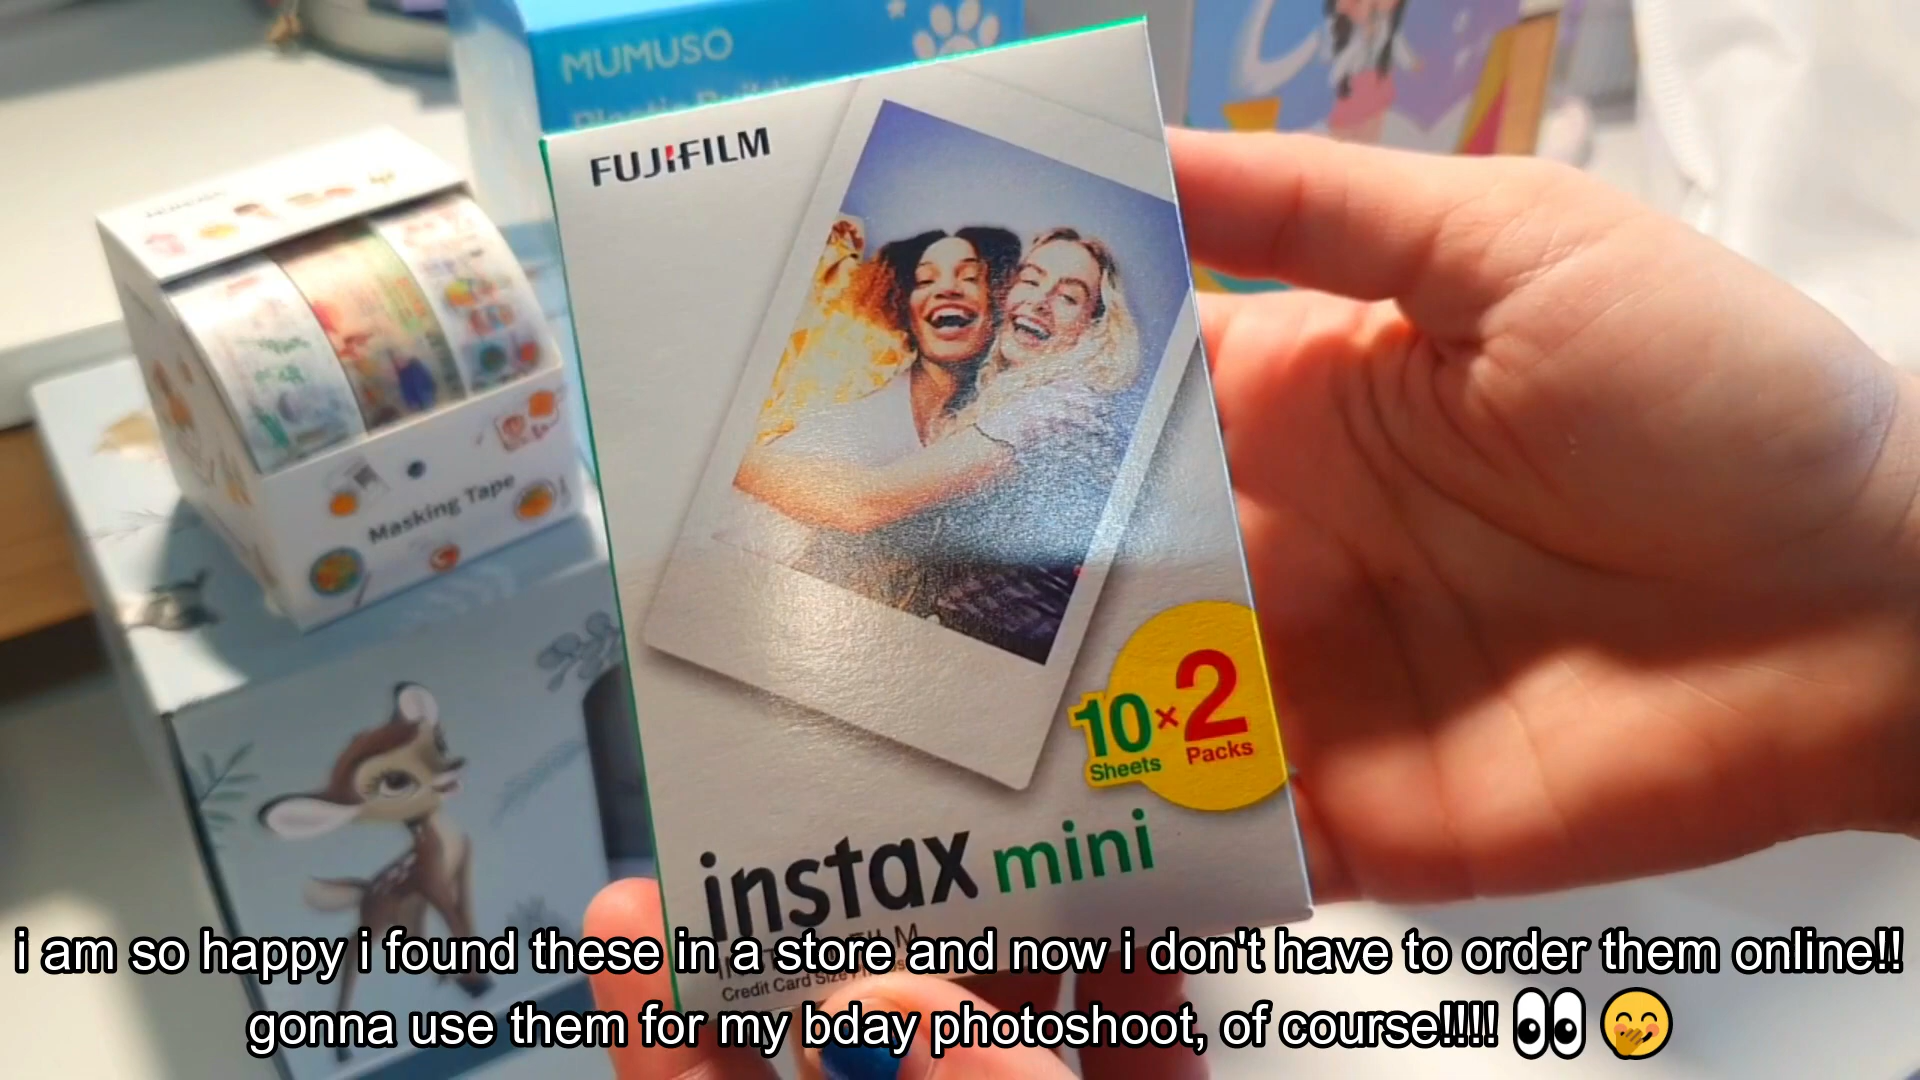 MUMUSO
FUJIFILM
Masking Tape
10 × 2
Sheets Packs
instax mini
Credit Card Size
i am so happy i found these in a store and now i don't have to order them online!!
gonna use them for my bday photoshoot, of course!!!! 👀 🤭